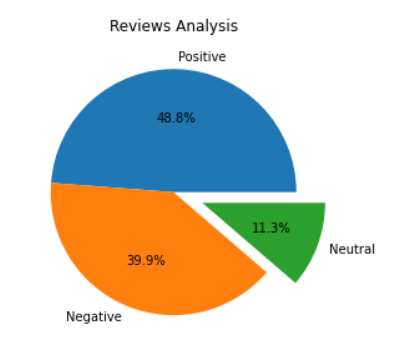 Reviews Analysis
Positive
48.8%
11.3%
Neutral
39.9%
Negative